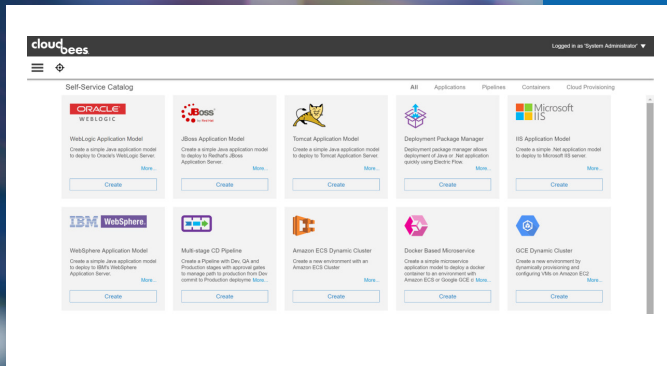 cloudbees.
Logged in as 'System Administrator' ▼
Self-Service Catalog
All Applications Pipelines Containers Cloud Provisioning
ORACLE
WEBLOGIC
WebLogic Application Model
Create a simple Java application model
to deploy to Oracle's WebLogic Server.
More...
Create
JBoss
by Red Hat
JBoss Application Model
Create a simple Java application model
to deploy to Redhat's JBoss
Application Server.
More...
Create
Tomcat Application Model
Create a simple Java application model
to deploy to Tomcat Application Server.
More...
Create
Deployment Package Manager
Deployment package manager allows
deployment of Java or .Net application
quickly using Electric Flow.
More...
Create
Microsoft
IIS
IIS Application Model
Create a simple .Net application model
to deploy to Microsoft IIS server
More...
Create
IBM WebSphere.
WebSphere Application Model
Create a simple Java application model
to deploy to IBM's WebSphere
Application Server.
More...
Create
Multi-stage CD Pipeline
Create a Pipeline with Dev, QA and
Production stages with approval gates
to manage path to production from Dev
commit to Production deployme More...
Create
Amazon ECS Dynamic Cluster
Create a new environment with an
Amazon ECS Cluster
More...
Create
Docker Based Microservice
Create a simple microservice
application model to deploy a docker
container to an environment with
Amazon ECS or Google GCE cl More...
Create
GCE Dynamic Cluster
Create a new environment by
dynamically provisioning and
configuring VMs on Amazon EC2
More...
Create